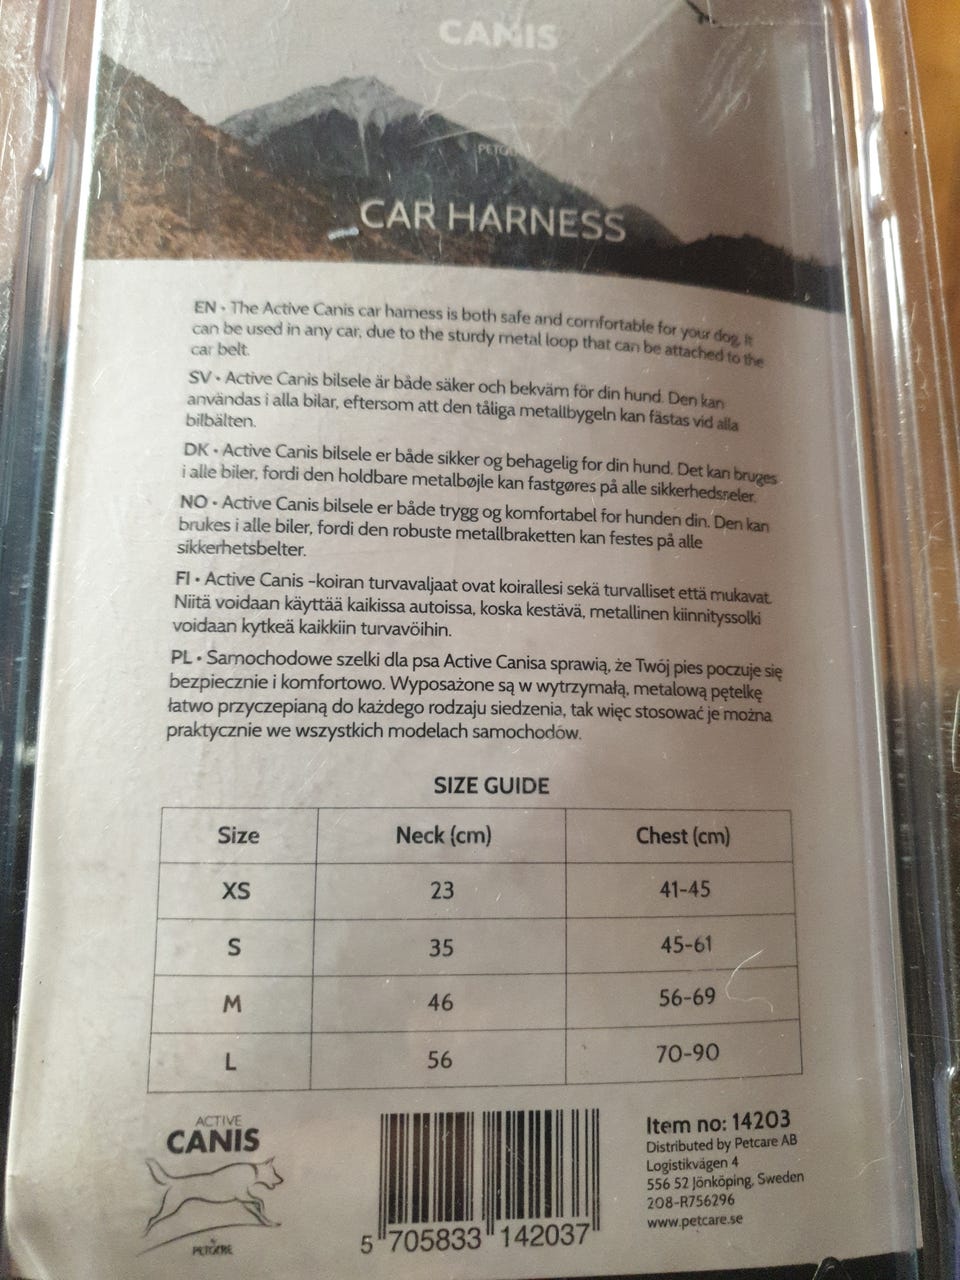 CANIS
PETCARE
CAR HARNESS
EN • The Active Canis car harness is both safe and comfortable for your dog. It
can be used in any car, due to the sturdy metal loop that can be attached to the
car belt.
SV • Active Canis bilsele är både säker och bekväm för din hund. Den kan
användas i alla bilar, eftersom att den tåliga metallbygeln kan fästas vid alla
bilbälten.
DK • Active Canis bilsele er både sikker og behagelig for din hund. Det kan bruges
i alle biler, fordi den holdbare metalbøjle kan fastgøres på alle sikkerhedsseler.
NO • Active Canis bilsele er både trygg og komfortabel for hunden din. Den kan
brukes i alle biler, fordi den robuste metallbraketten kan festes på alle
sikkerhetsbelter.
FI • Active Canis –koiran turvavaljaat ovat koirallesi sekä turvalliset että mukavat.
Niitä voidaan käyttää kaikissa autoissa, koska kestävä, metallinen kiinnityssolki
voidaan kytkeä kaikkiin turvavöihin.
PL • Samochodowe szelki dla psa Active Canisa sprawią, że Twój pies poczuje się
bezpiecznie i komfortowo. Wyposażone są w wytrzymałą, metalową pętelkę
łatwo przyczepianą do każdego rodzaju siedzenia, tak więc stosować je można
praktycznie we wszystkich modelach samochodów.
SIZE GUIDE
Size Neck (cm) Chest (cm)
XS 23 41-45
S 35 45-61
M 46 56-69
L 56 70-90
ACTIVE
CANIS
PETCARE
5 705833 142037
Item no: 14203
Distributed by Petcare AB
Logistikvägen 4
556 52 Jönköping, Sweden
208-R756296
www.petcare.se